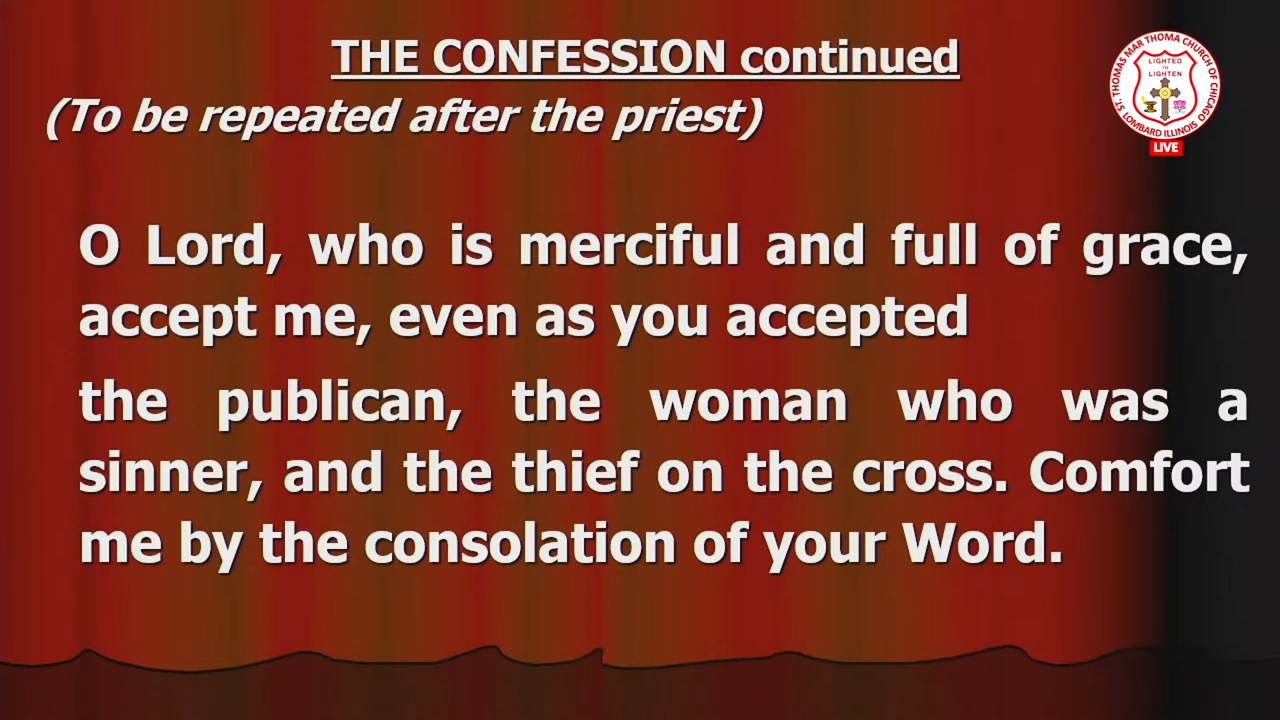 THE CONFESSION continued
(To be repeated after the priest)
O Lord, who is merciful and full of grace,
accept me, even as you accepted
the publican, the woman who was a
sinner, and the thief on the cross. Comfort
me by the consolation of your Word.
ST. THOMAS MAR THOMA CHURCH OF CHICAGO
LOMBARD ILLINOIS
LIGHTED
TO
LIGHTEN
LIVE